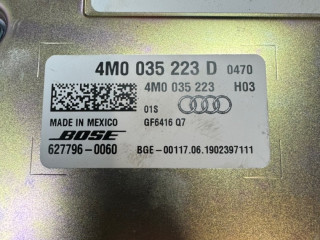 4M0 035 223 D 0470
4M0 035 223 H03
01S
MADE IN MEXICO GF6416 Q7
BOSE
627796-0060 BGE-00117.06.1902397111